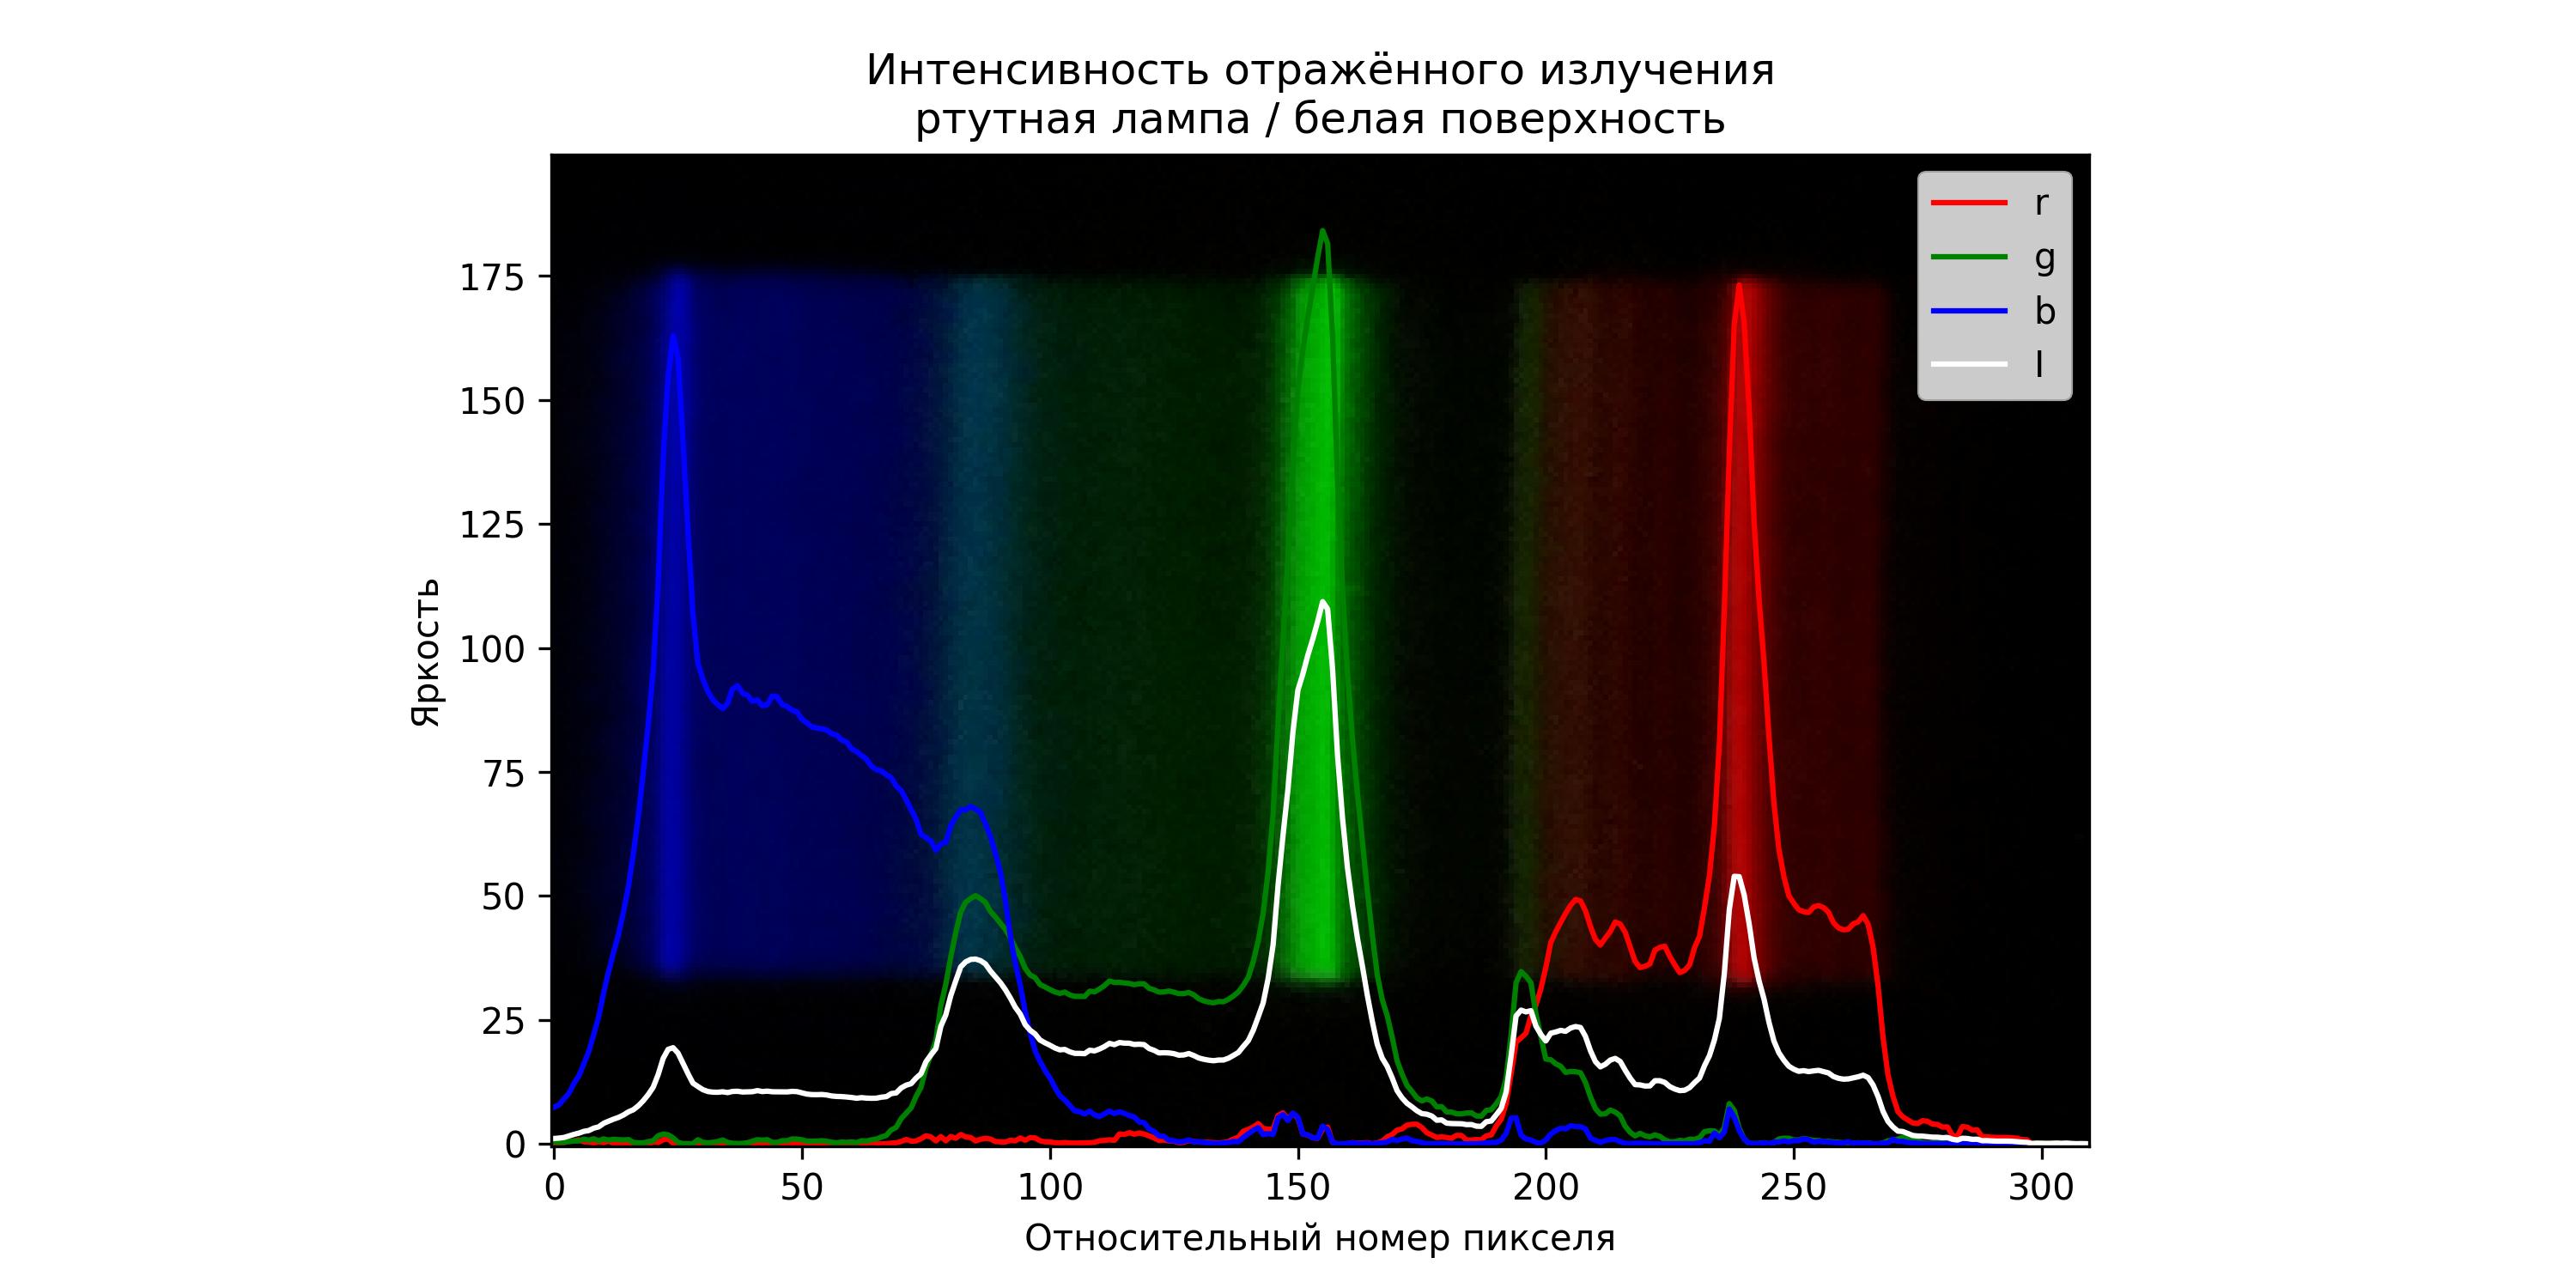 Интенсивность отражённого излучения
ртутная лампа / белая поверхность
r
g
b
l
175
150
125
100
75
50
25
0
Яркость
0 50 100 150 200 250 300
Относительный номер пикселя